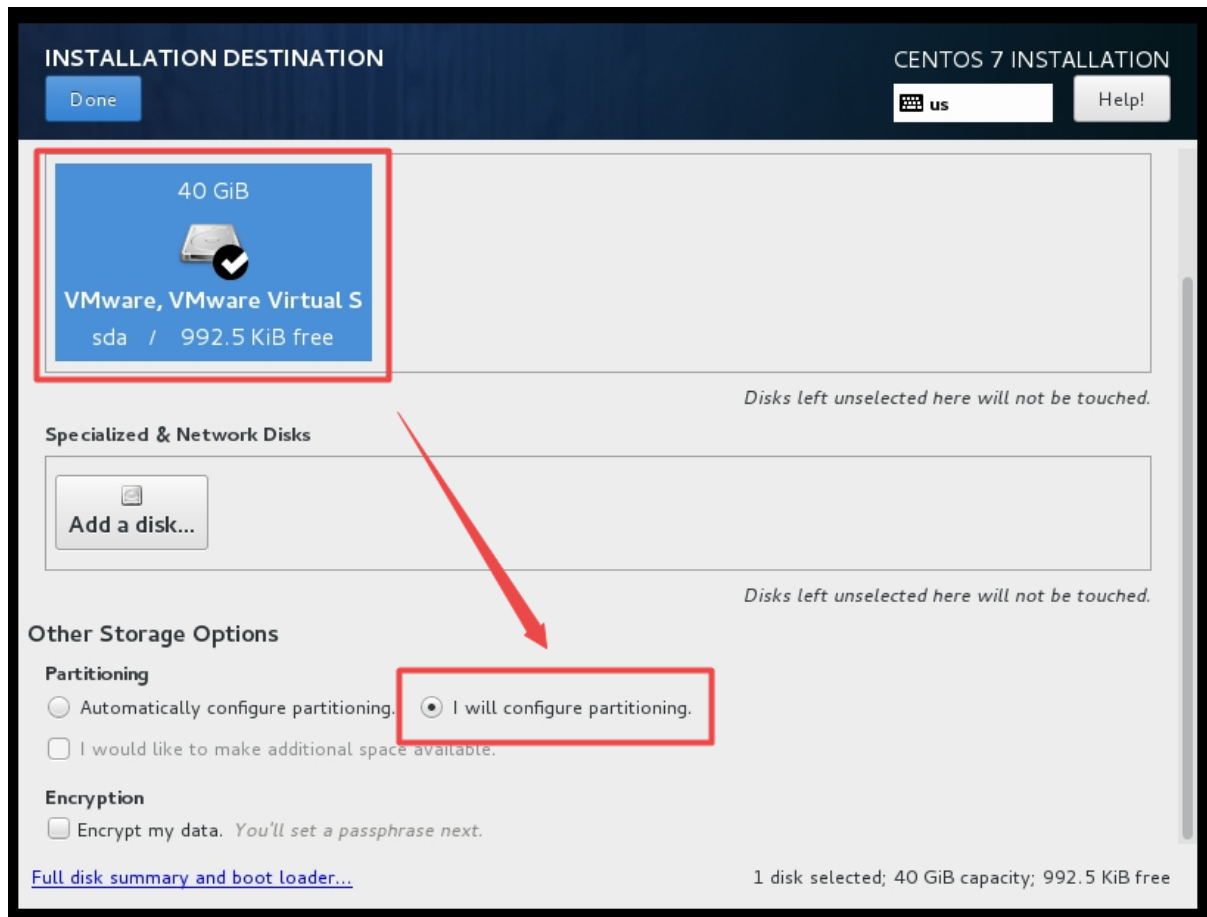 INSTALLATION DESTINATION
CENTOS 7 INSTALLATION
Done
us
Help!
40 GiB
VMware, VMware Virtual S
sda / 992.5 KiB free
Disks left unselected here will not be touched.
Specialized & Network Disks
Add a disk...
Disks left unselected here will not be touched.
Other Storage Options
Partitioning
Automatically configure partitioning. I will configure partitioning.
I would like to make additional space available.
Encryption
Encrypt my data. You'll set a passphrase next.
Full disk summary and boot loader...
1 disk selected; 40 GiB capacity; 992.5 KiB free